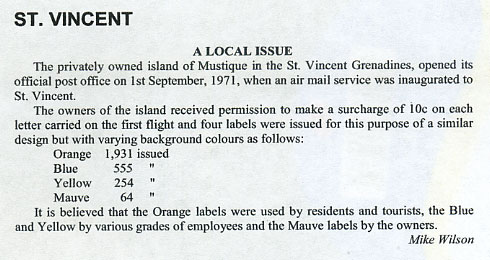 ST. VINCENT
A LOCAL ISSUE
The privately owned island of Mustique in the St. Vincent Grenadines, opened its
official post office on 1st September, 1971, when an air mail service was inaugurated to
St. Vincent.
The owners of the island received permission to make a surcharge of 10c on each
letter carried on the first flight and four labels were issued for this purpose of a similar
design but with varying background colours as follows:
Orange 1,931 issued
Blue 555 "
Yellow 254 "
Mauve 64 "
It is believed that the Orange labels were used by residents and tourists, the Blue
and Yellow by various grades of employees and the Mauve labels by the owners.
Mike Wilson